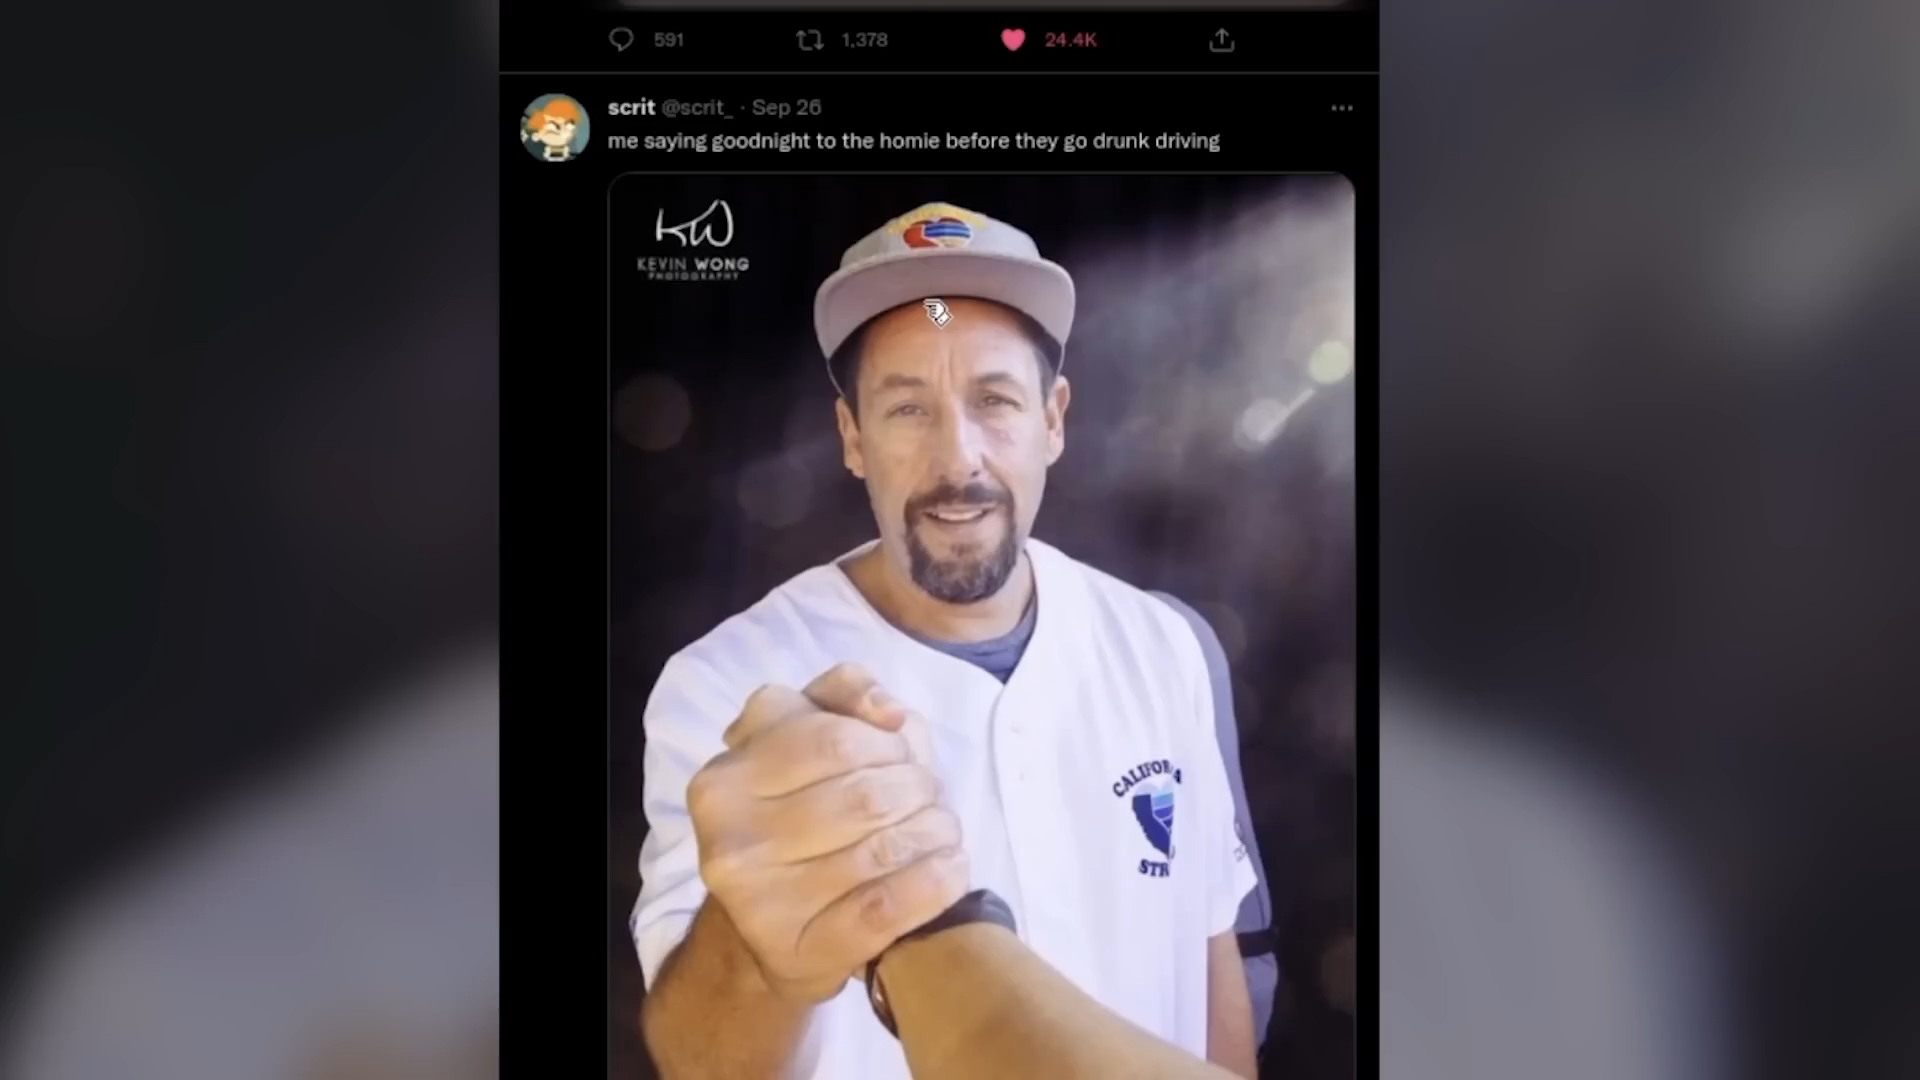 591 1,378 24.4K
scrit @scrit_ · Sep 26
me saying goodnight to the homie before they go drunk driving
KW
KEVIN WONG
PHOTOGRAPHY
CALIFOR
STR